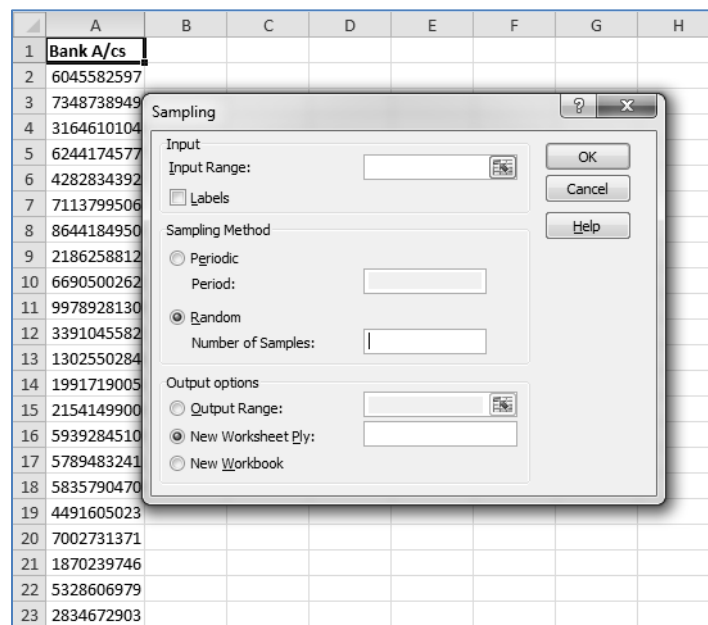 A B C D E F G H
1 Bank A/cs
2 6045582597
3 7348738949
4 3164610104
5 6244174577
6 4282834392
7 7113799506
8 8644184950
9 2186258812
10 6690500262
11 9978928130
12 3391045582
13 1302550284
14 1991719005
15 2154149900
16 5939284510
17 5789483241
18 5835790470
19 4491605023
20 7002731371
21 1870239746
22 5328606979
23 2834672903
Sampling
Input
Input Range:
Labels
Sampling Method
Periodic
Period:
Random
Number of Samples:
Output options
Output Range:
New Worksheet Ply:
New Workbook
OK
Cancel
Help